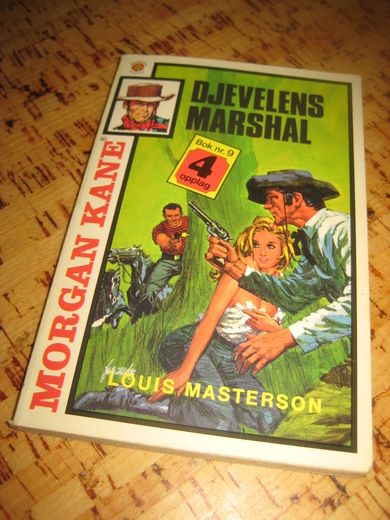 DJEVELENS
MARSHAL
Bok nr. 9
4
opplag
MORGAN KANE
LOUIS MASTERSON